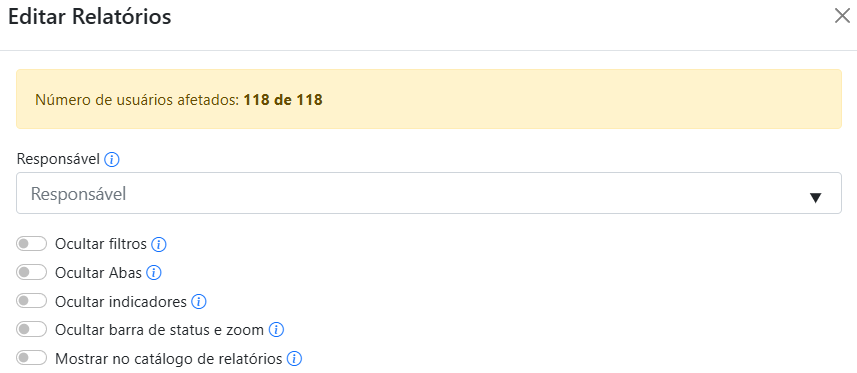 Editar Relatórios
Número de usuários afetados: 118 de 118
Responsável
Responsável
Ocultar filtros
Ocultar Abas
Ocultar indicadores
Ocultar barra de status e zoom
Mostrar no catálogo de relatórios